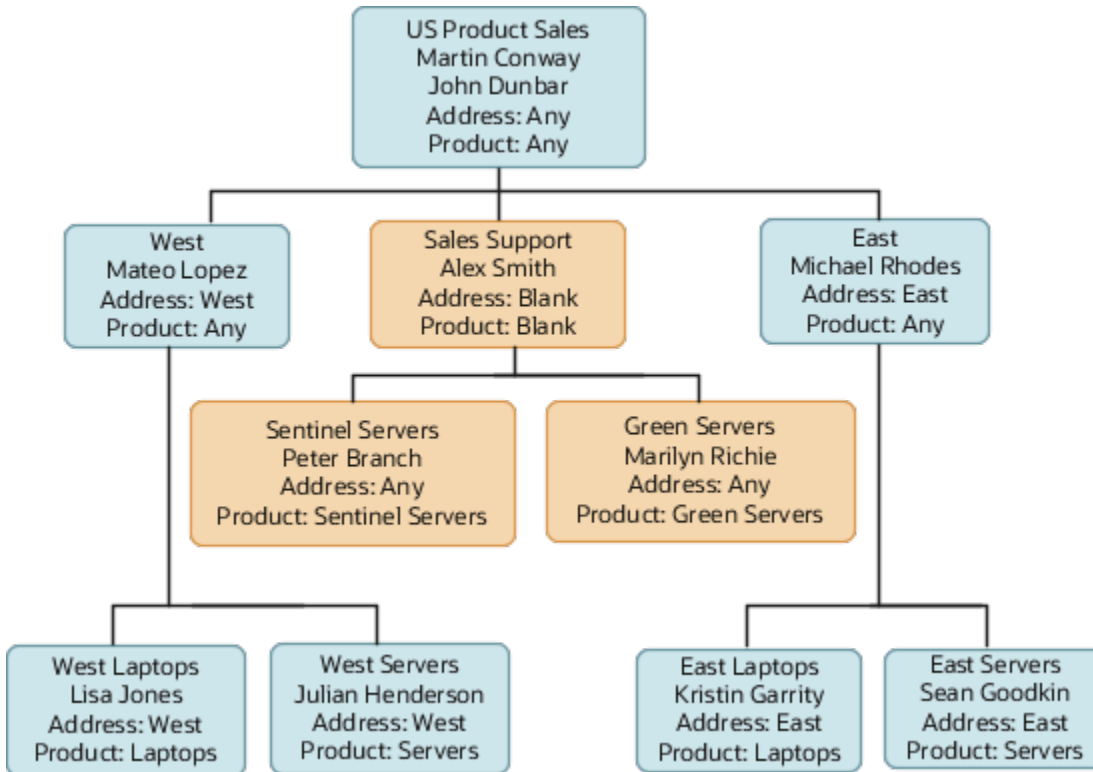 US Product Sales
Martin Conway
John Dunbar
Address: Any
Product: Any
West
Mateo Lopez
Address: West
Product: Any
Sales Support
Alex Smith
Address: Blank
Product: Blank
East
Michael Rhodes
Address: East
Product: Any
Sentinel Servers
Peter Branch
Address: Any
Product: Sentinel Servers
Green Servers
Marilyn Richie
Address: Any
Product: Green Servers
West Laptops
Lisa Jones
Address: West
Product: Laptops
West Servers
Julian Henderson
Address: West
Product: Servers
East Laptops
Kristin Garrity
Address: East
Product: Laptops
East Servers
Sean Goodkin
Address: East
Product: Servers